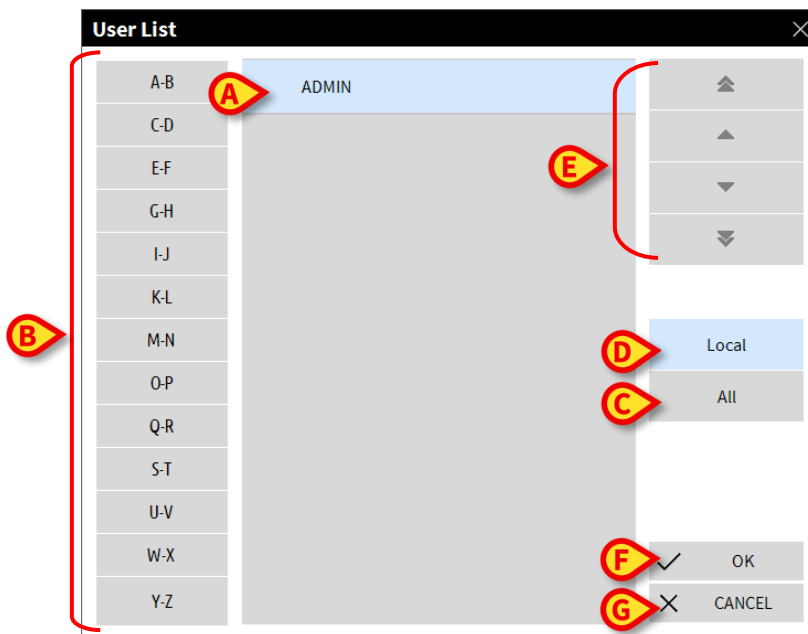 User List
A-B
A
ADMIN
C-D
E-F
E
G-H
I-J
K-L
B
M-N
D
Local
O-P
C
All
Q-R
S-T
U-V
W-X
F
OK
Y-Z
G
CANCEL